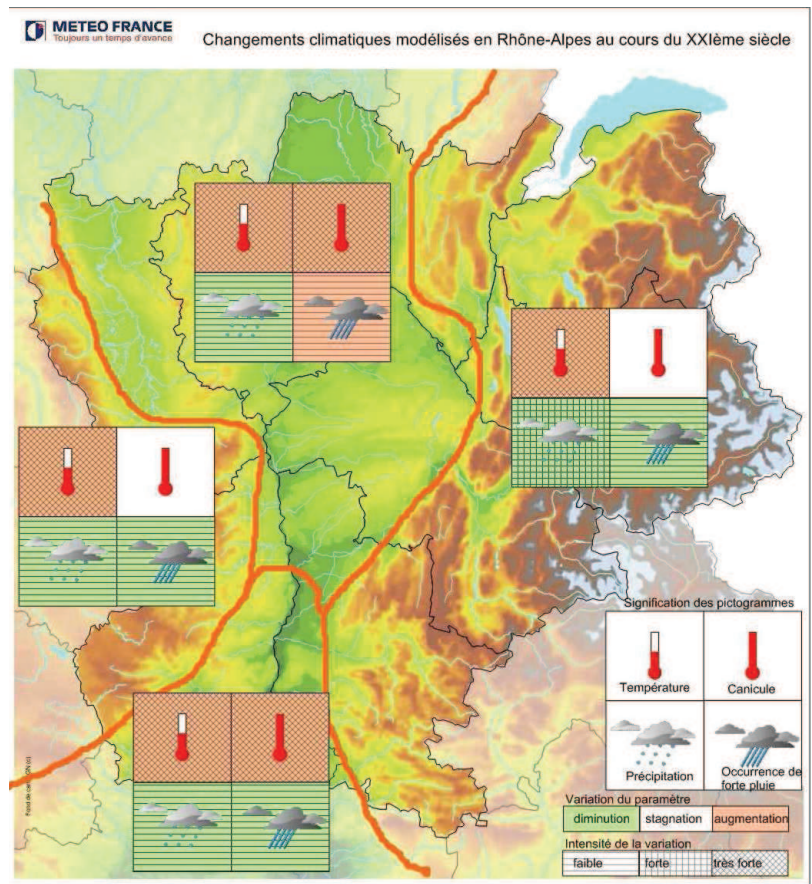 METEO FRANCE
Toujours un temps d'avance
Changements climatiques modélisés en Rhône-Alpes au cours du XXIème siècle
Signification des pictogrammes
Température
Canicule
Précipitation
Occurrence de
forte pluie
Variation du paramètre
diminution
stagnation
augmentation
Intensité de la variation
faible
forte
très forte